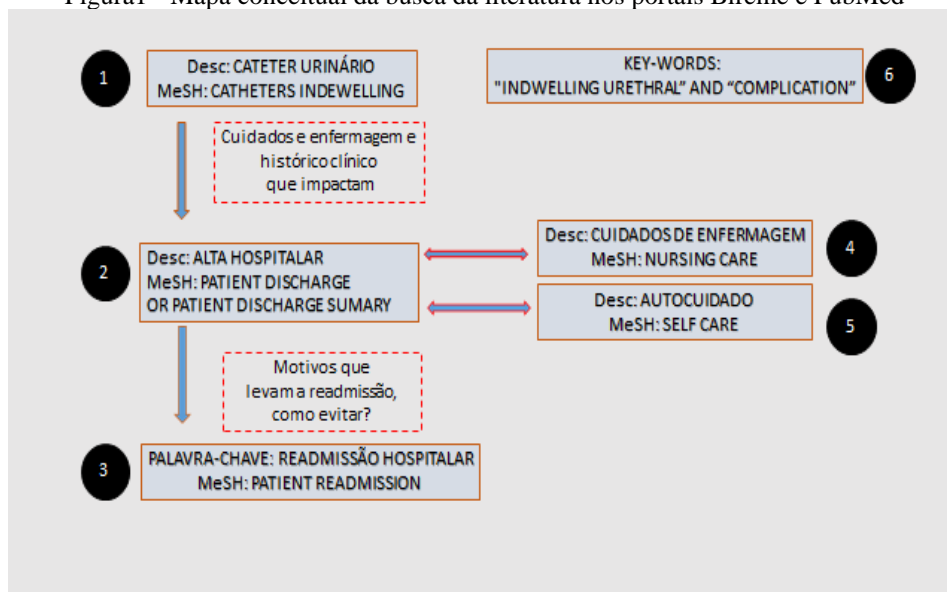 Figura1 - Mapa conceitual da busca da literatura nos portais Bireme e PubMed
1
Desc: CATETER URINÁRIO
MeSH: CATHETERS INDEWELLING
KEY-WORDS:
"INDWELLING URETHRAL" AND "COMPLICATION"
6
Cuidados e enfermagem e
histórico clínico
que impactam
2
Desc: ALTA HOSPITALAR
MeSH: PATIENT DISCHARGE
OR PATIENT DISCHARGE SUMARY
Desc: CUIDADOS DE ENFERMAGEM
MeSH: NURSING CARE
4
Desc: AUTOCUIDADO
MeSH: SELF CARE
5
Motivos que
levam a readmissão,
como evitar?
3
PALAVRA-CHAVE: READMISSÃO HOSPITALAR
MeSH: PATIENT READMISSION